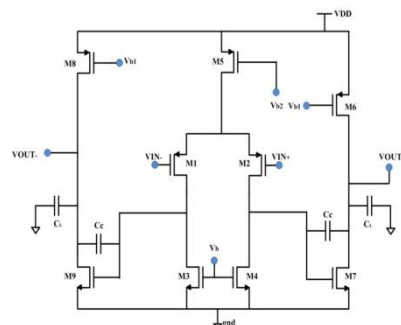 VDD
M8
Vb1
M5
Vb2
Vb1
M6
VOUT-
VIN-
M1
M2
VIN+
VOUT
CL
Cc
Cc
CL
Vb
M9
M3
M4
M7
gnd